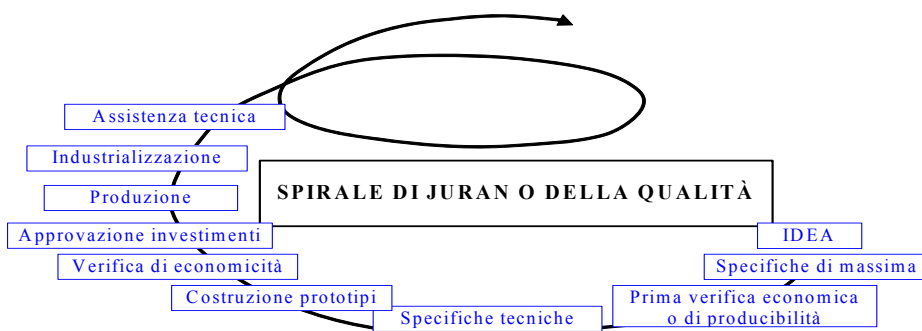 Assistenza tecnica
Industrializzazione
SPIRALE DI JURAN O DELLA QUALITÀ
Produzione
Approvazione investimenti
IDEA
Verifica di economicità
Specifiche di massima
Costruzione prototipi
Prima verifica economica
o di producibilità
Specifiche tecniche